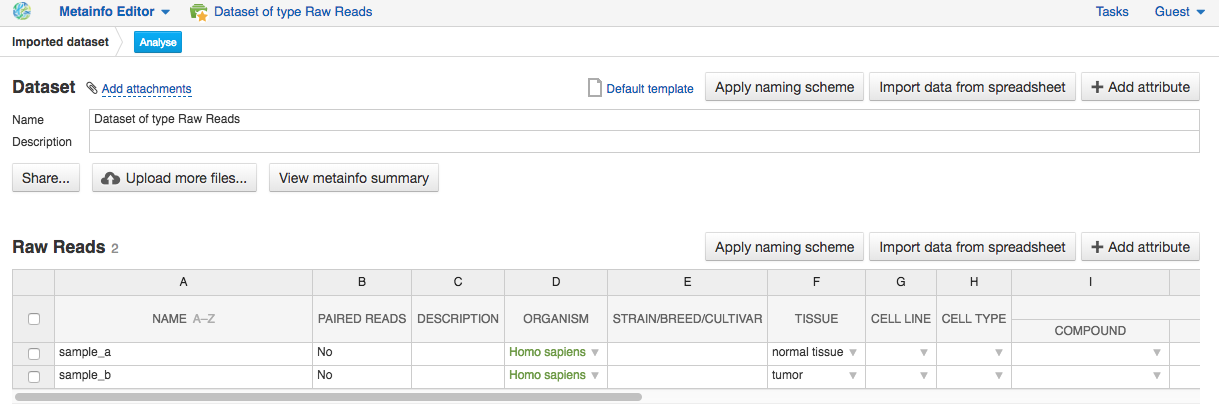 Metainfo Editor Dataset of type Raw Reads Tasks Guest
Imported dataset Analyse
Dataset Add attachments Default template Apply naming scheme Import data from spreadsheet + Add attribute
Name Dataset of type Raw Reads
Description
Share... Upload more files... View metainfo summary
Raw Reads 2 Apply naming scheme Import data from spreadsheet + Add attribute
A B C D E F G H I
NAME A–Z PAIRED READS DESCRIPTION ORGANISM STRAIN/BREED/CULTIVAR TISSUE CELL LINE CELL TYPE COMPOUND
sample_a No Homo sapiens normal tissue
sample_b No Homo sapiens tumor